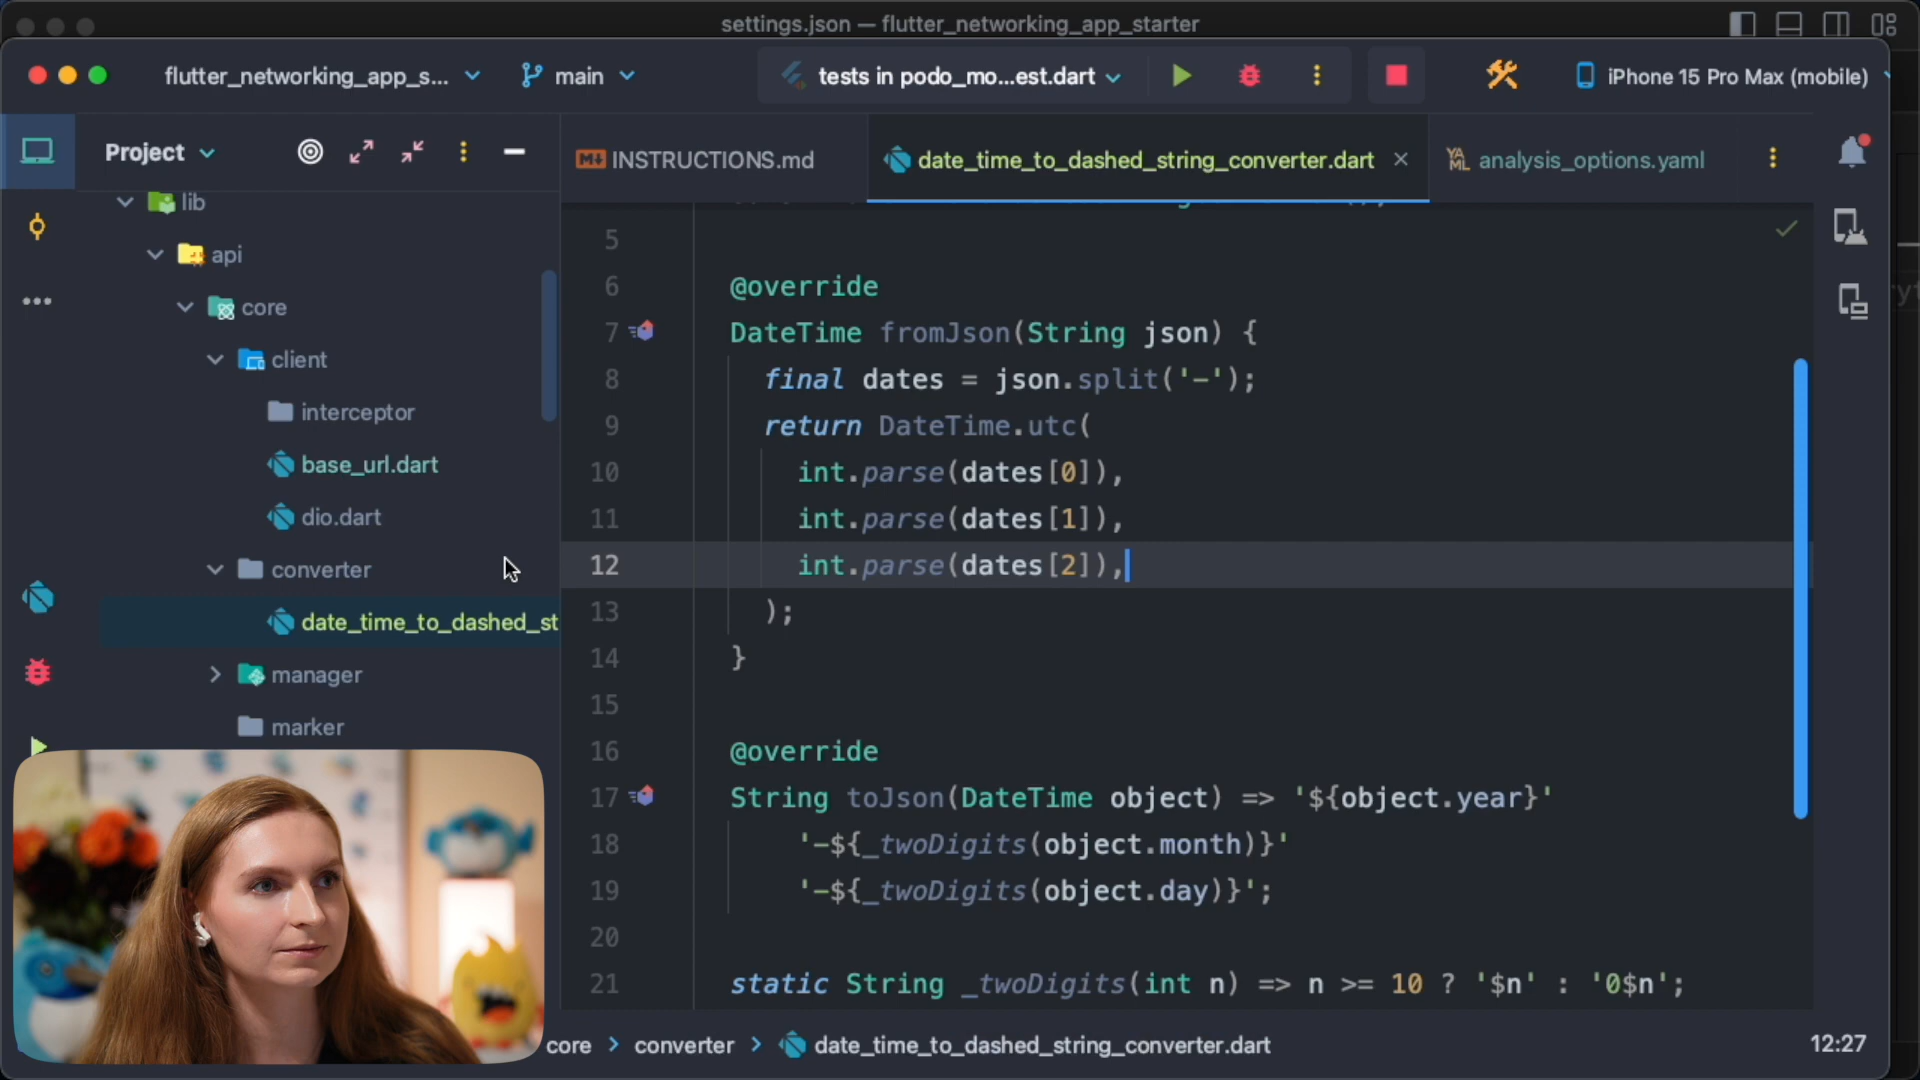 settings.json — flutter_networking_app_starter
flutter_networking_app_s...
main
tests in podo_mo...est.dart
iPhone 15 Pro Max (mobile)
Project
INSTRUCTIONS.md
date_time_to_dashed_string_converter.dart
analysis_options.yaml
lib
api
core
client
interceptor
base_url.dart
dio.dart
converter
date_time_to_dashed_st
manager
marker
5
6 @override
7 DateTime fromJson(String json) {
8 final dates = json.split('-');
9 return DateTime.utc(
10 int.parse(dates[0]),
11 int.parse(dates[1]),
12 int.parse(dates[2]),
13 );
14 }
15
16 @override
17 String toJson(DateTime object) => '${object.year}'
18 '-${_twoDigits(object.month)}'
19 '-${_twoDigits(object.day)}';
20
21 static String _twoDigits(int n) => n >= 10 ? '$n' : '0$n';
core > converter > date_time_to_dashed_string_converter.dart
12:27